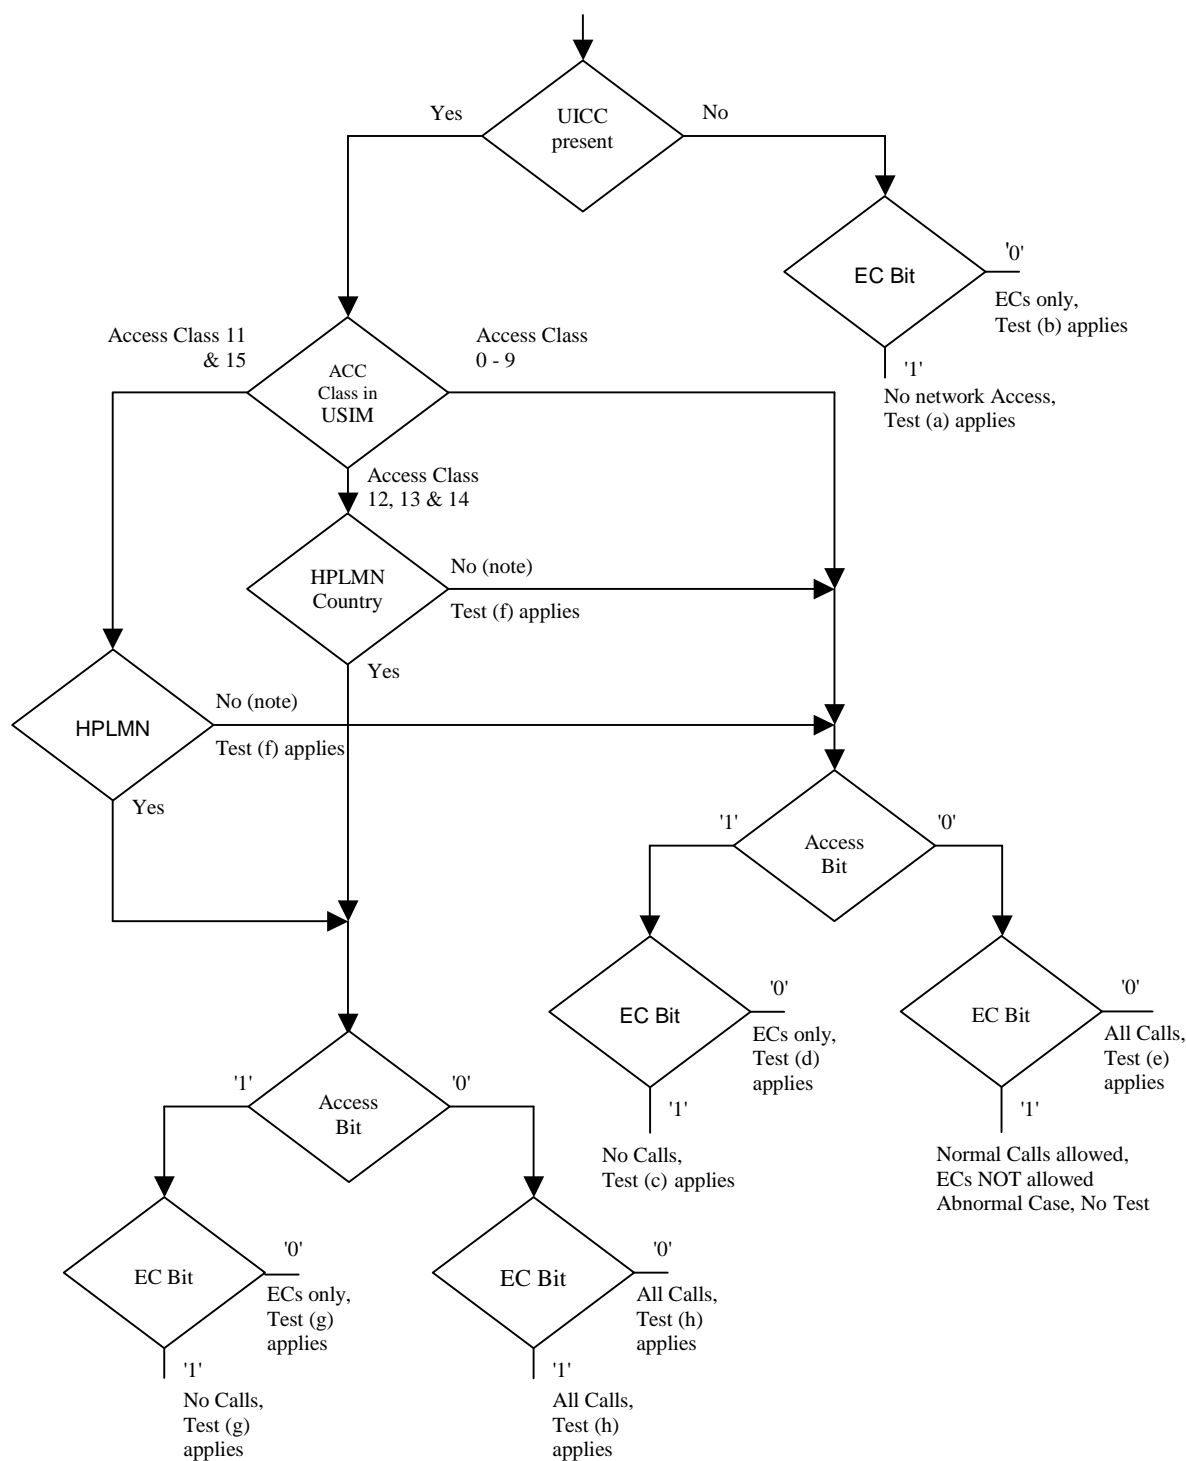 Yes
UICC
present
No
EC Bit
'0'
ECs only,
Test (b) applies
'1'
No network Access,
Test (a) applies
Access Class 11
& 15
ACC
Class in
USIM
Access Class
0 - 9
Access Class
12, 13 & 14
HPLMN
Country
No (note)
Test (f) applies
Yes
HPLMN
No (note)
Test (f) applies
Yes
'1'
Access
Bit
'0'
EC Bit
'0'
ECs only,
Test (d)
applies
'1'
No Calls,
Test (c) applies
EC Bit
'0'
All Calls,
Test (e)
applies
'1'
Normal Calls allowed,
ECs NOT allowed
Abnormal Case, No Test
'1'
Access
Bit
'0'
EC Bit
'0'
ECs only,
Test (g)
applies
'1'
No Calls,
Test (g)
applies
EC Bit
'0'
All Calls,
Test (h)
applies
'1'
All Calls,
Test (h)
applies